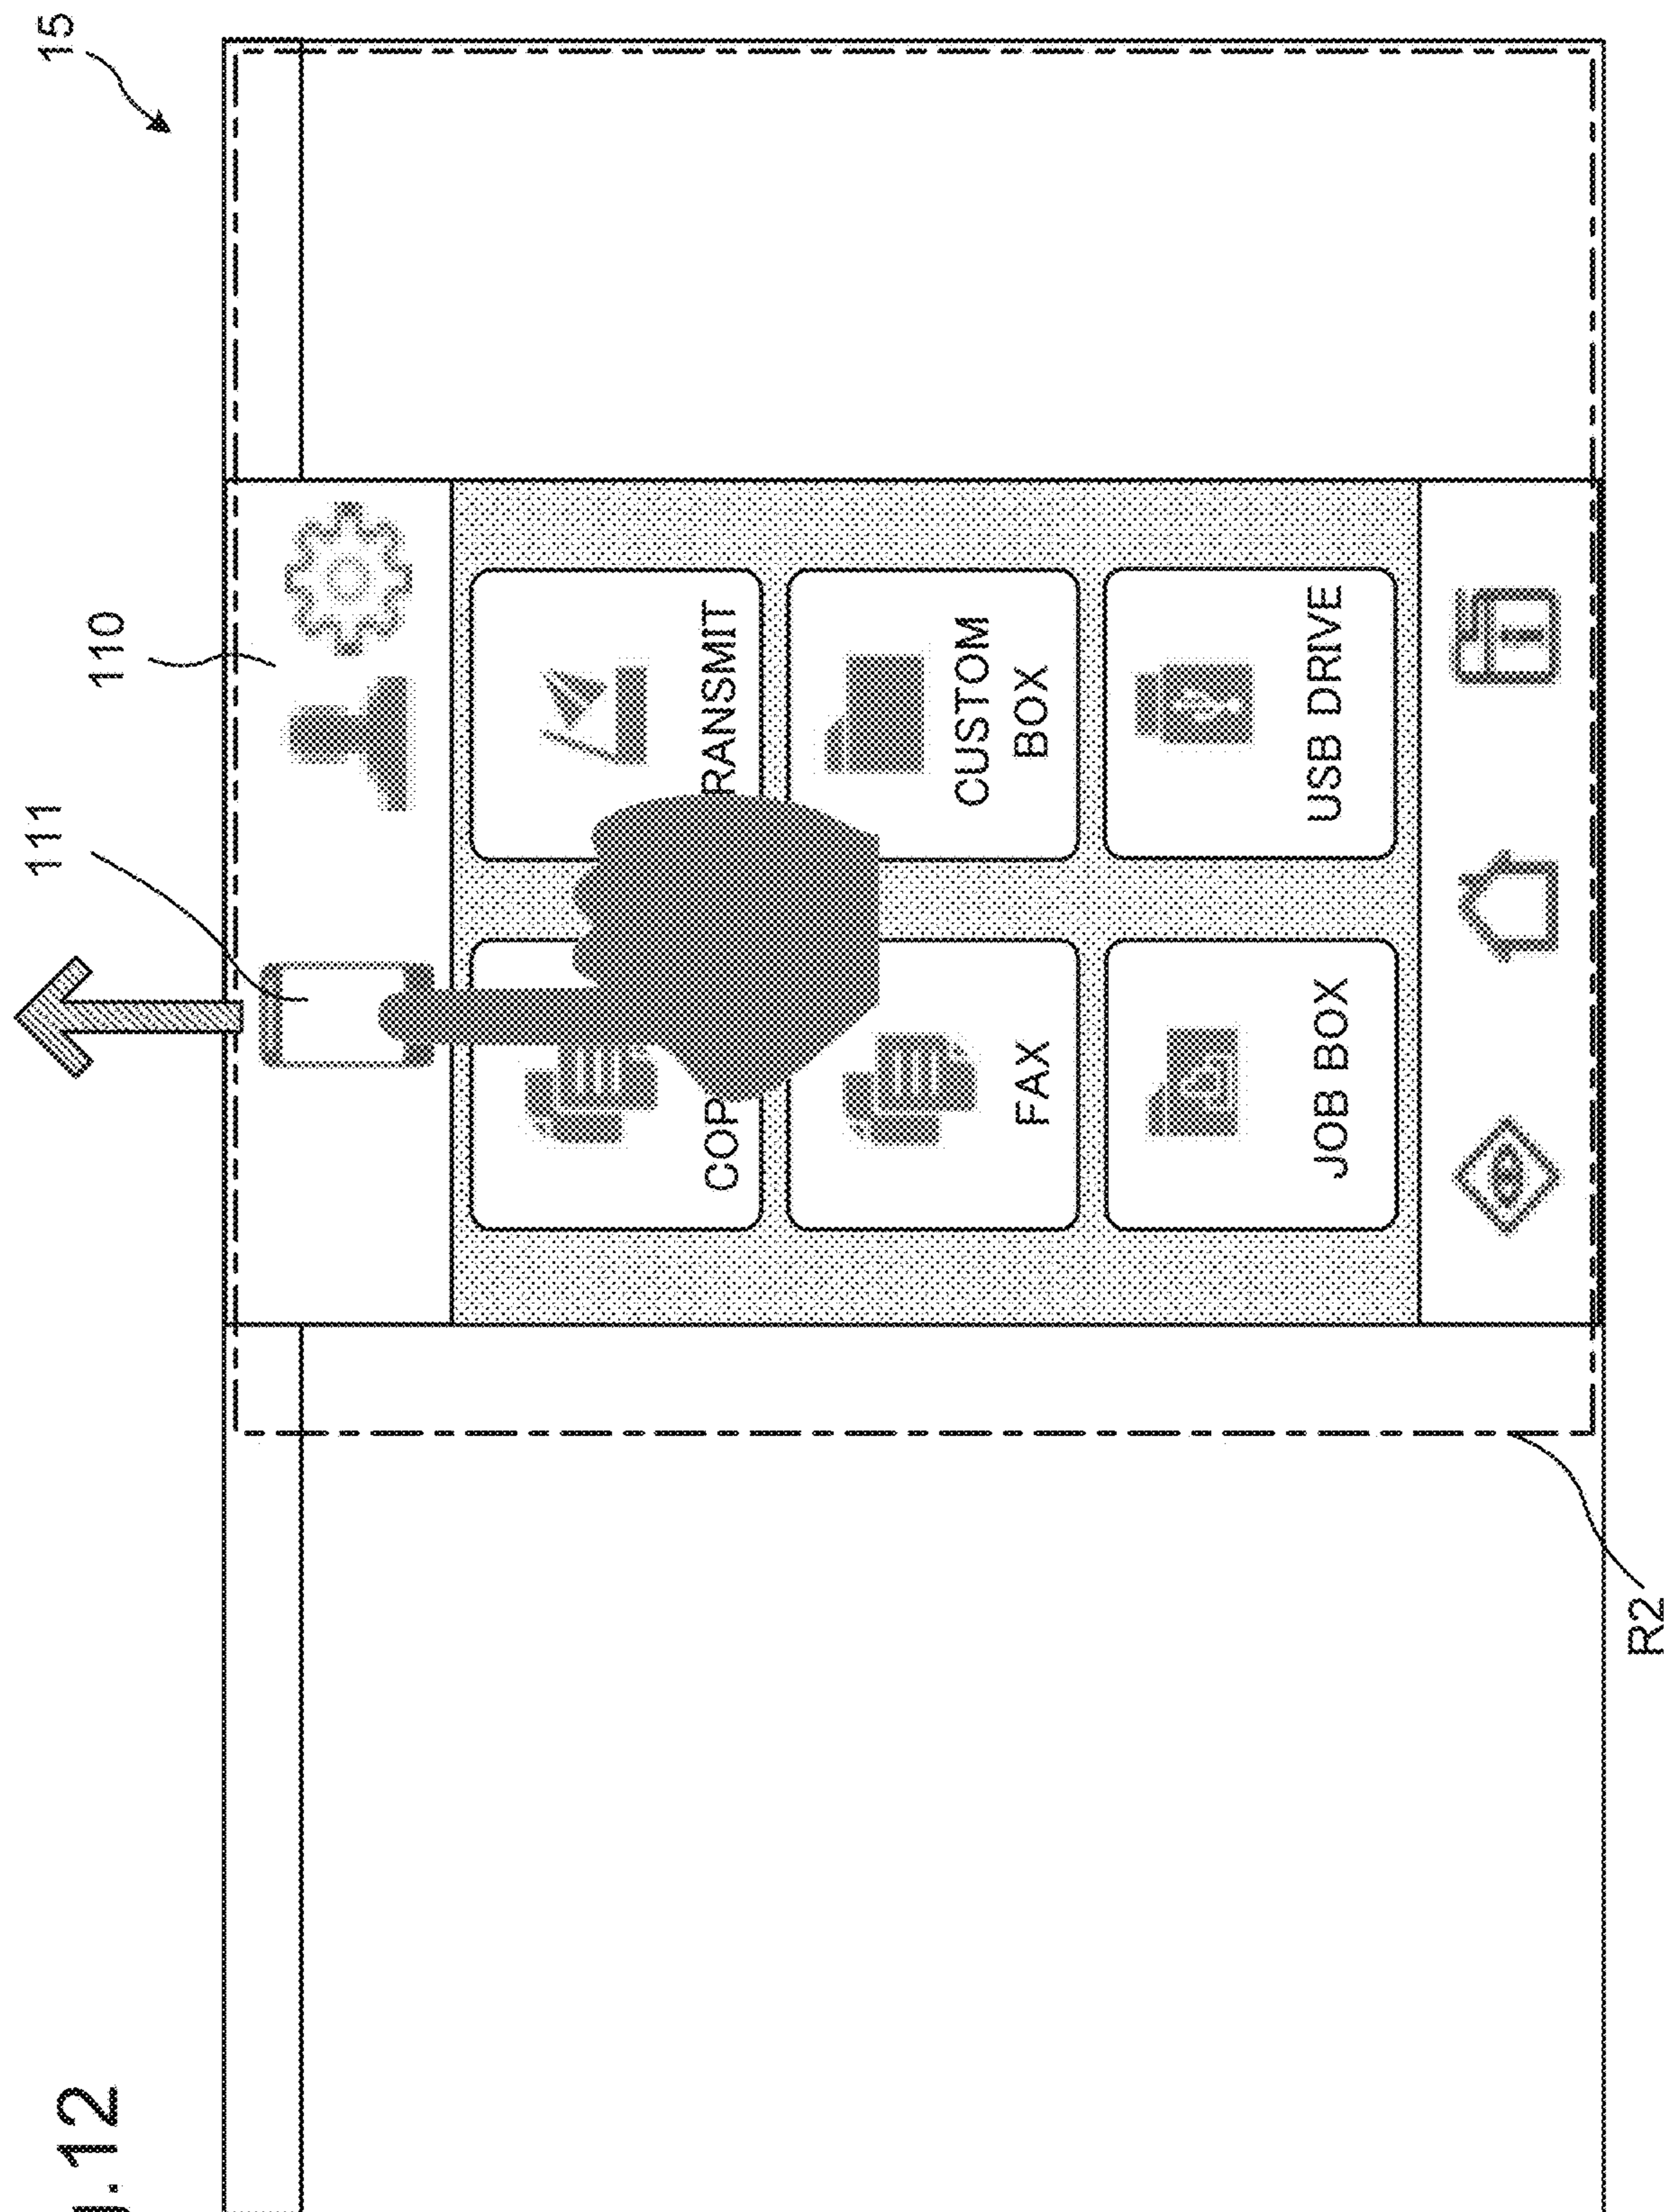 .12
15
110
111
COP
RANSMIT
FAX
CUSTOM
BOX
JOB BOX
USB DRIVE
R2